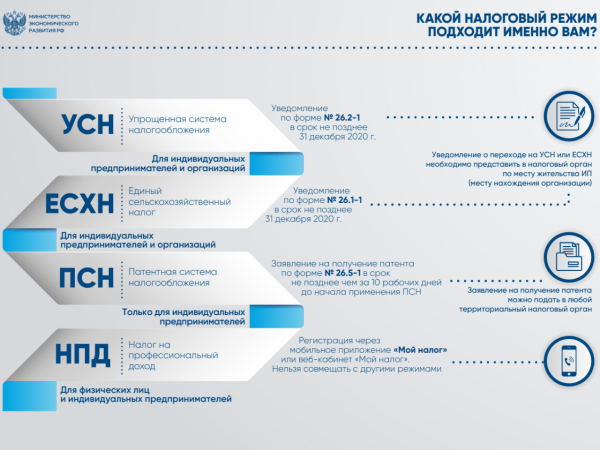 МИНИСТЕРСТВО
ЭКОНОМИЧЕСКОГО
РАЗВИТИЯ РФ
КАКОЙ НАЛОГОВЫЙ РЕЖИМ
ПОДХОДИТ ИМЕННО ВАМ?
УСН
Упрощенная система
налогообложения
Для индивидуальных
предпринимателей и организаций
Уведомление
по форме № 26.2-1
в срок не позднее
31 декабря 2020 г.
Уведомление о переходе на УСН или ЕСХН
необходимо представить в налоговый орган
по месту жительства ИП
(месту нахождения организации)
ЕСХН
Единый
сельскохозяйственный
налог
Для индивидуальных
предпринимателей и организаций
Уведомление
по форме № 26.1-1
в срок не позднее
31 декабря 2020 г.
ПСН
Патентная система
налогообложения
Только для индивидуальных
предпринимателей
Заявление на получение патента
по форме № 26.5-1 в срок
не позднее чем за 10 рабочих дней
до начала применения ПСН
Заявление на получение патента
можно подать в любой
территориальный налоговый орган
НПД
Налог на
профессиональный
доход
Для физических лиц
и индивидуальных предпринимателей
Регистрация через
мобильное приложение «Мой налог»
или веб-кабинет «Мой налог».
Нельзя совмещать с другими режимами